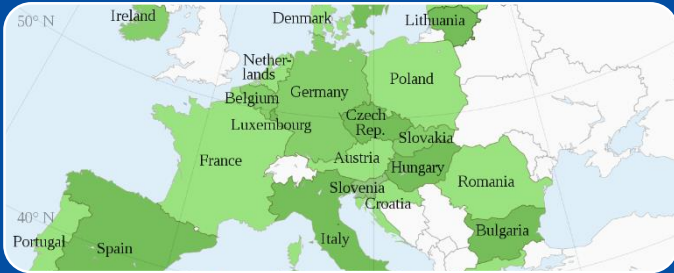 50° N
Ireland
Denmark
Lithuania
Nether-
lands
Poland
Germany
Belgium
Czech
Rep.
Luxembourg
Slovakia
France
Austria
Hungary
Romania
Slovenia
Croatia
40° N
Portugal
Spain
Italy
Bulgaria